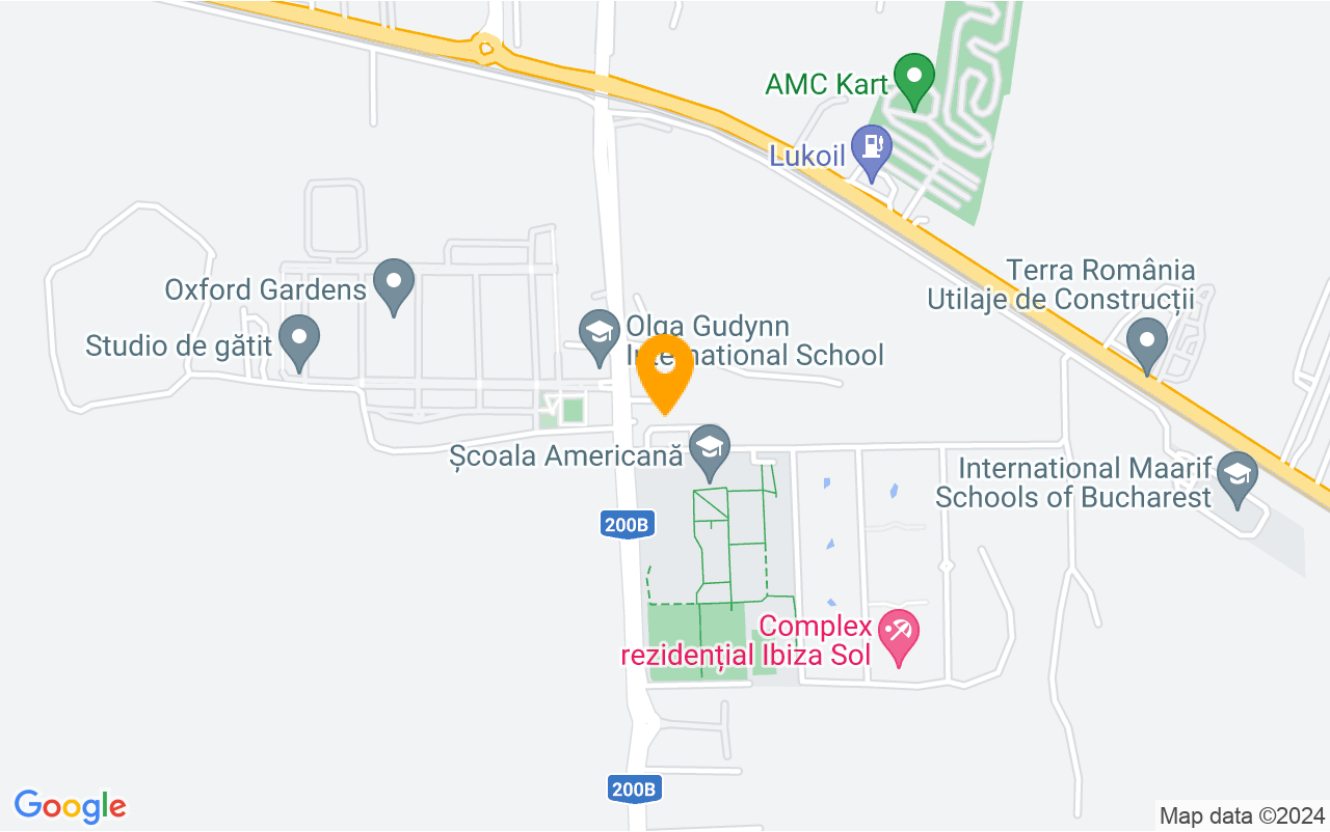 AMC Kart
Lukoil
Terra România
Utilaje de Construcții
Oxford Gardens
Studio de gătit
Olga Gudynn
International School
Școala Americană
International Maarif
Schools of Bucharest
200B
Complex
rezidențial Ibiza Sol
200B
Google
Map data ©2024